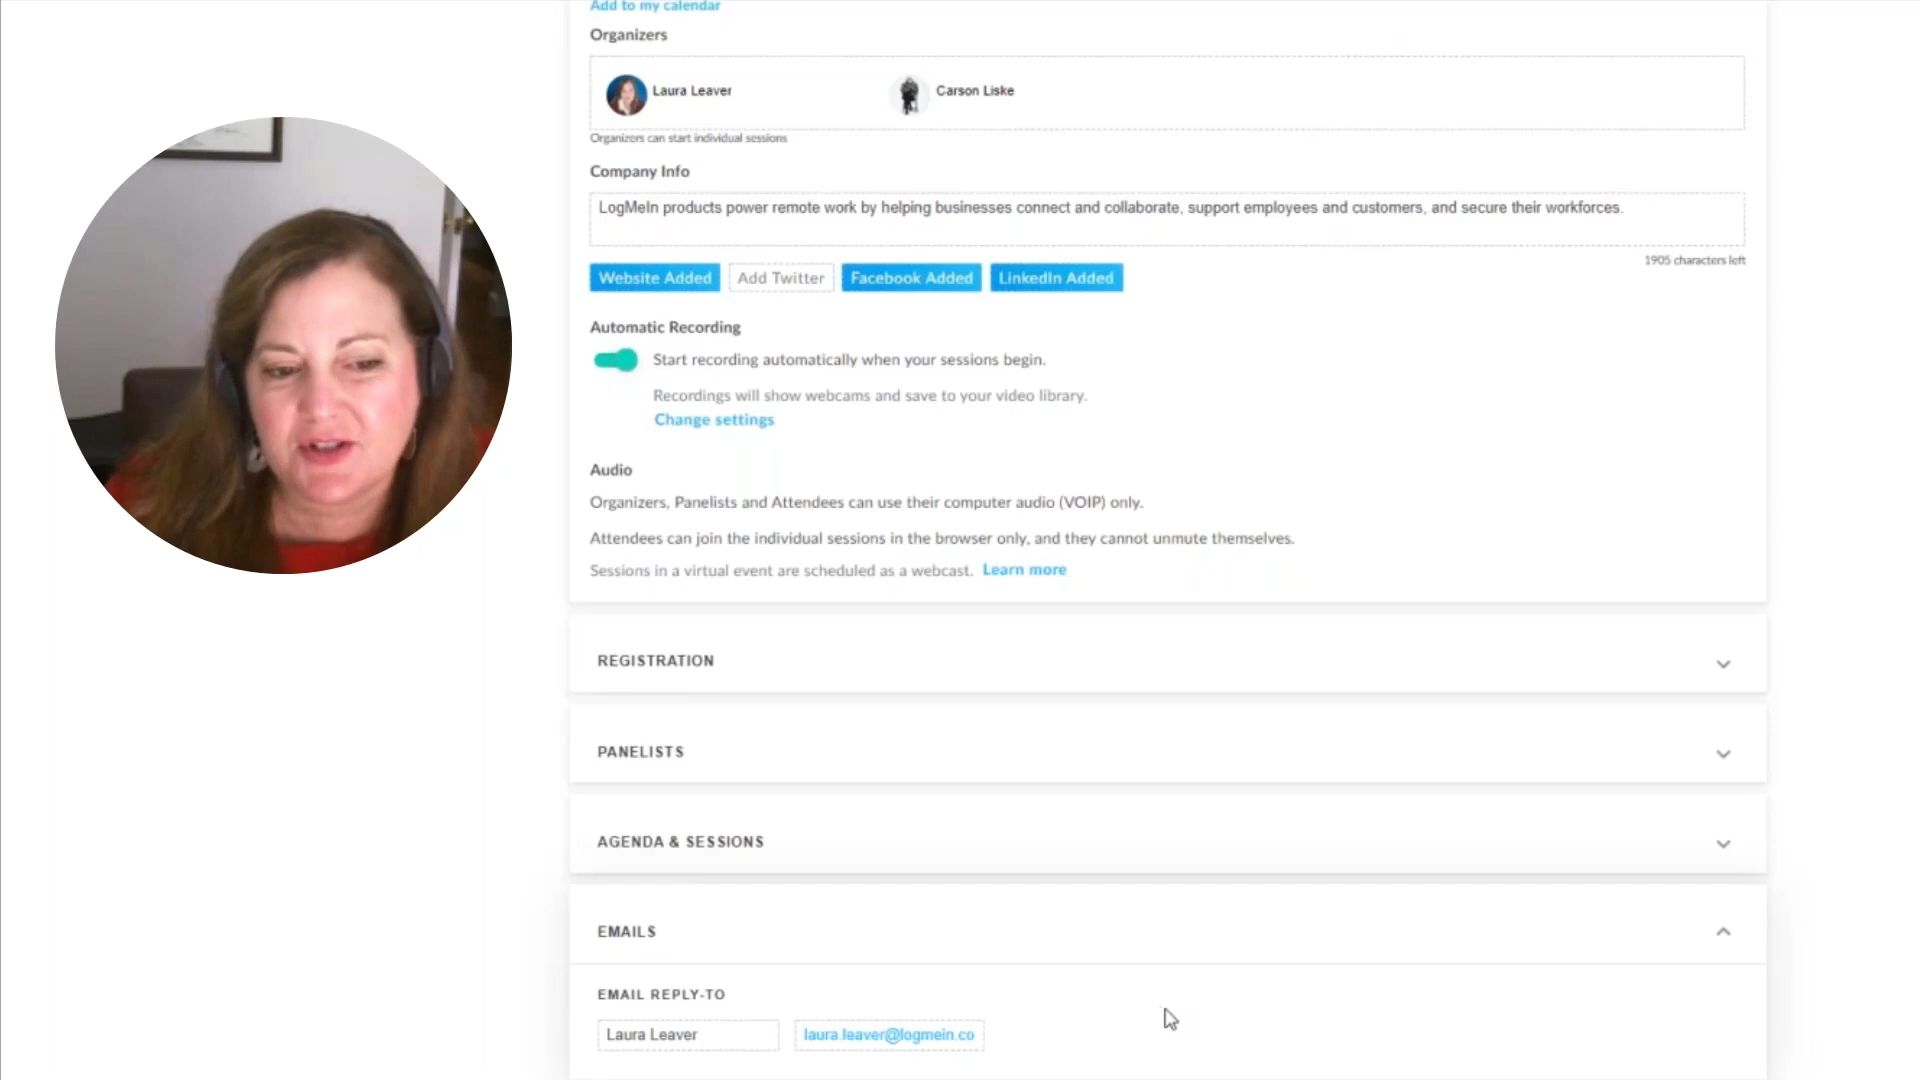 Add to my calendar
Organizers
Laura Leaver
Carson Liske
Organizers can start individual sessions
Company Info
LogMeIn products power remote work by helping businesses connect and collaborate, support employees and customers, and secure their workforces.
1905 characters left
Website Added
Add Twitter
Facebook Added
LinkedIn Added
Automatic Recording
Start recording automatically when your sessions begin.
Recordings will show webcams and save to your video library.
Change settings
Audio
Organizers, Panelists and Attendees can use their computer audio (VOIP) only.
Attendees can join the individual sessions in the browser only, and they cannot unmute themselves.
Sessions in a virtual event are scheduled as a webcast. Learn more
REGISTRATION
PANELISTS
AGENDA & SESSIONS
EMAILS
EMAIL REPLY-TO
Laura Leaver
laura.leaver@logmein.co